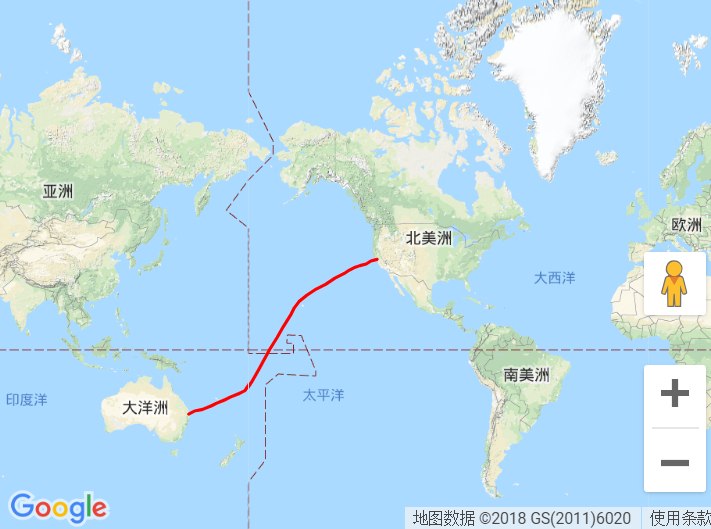 亚洲
欧洲
北美洲
大西洋
南美洲
太平洋
印度洋
大洋洲
Google
地图数据 ©2018 GS(2011)6020
使用条款